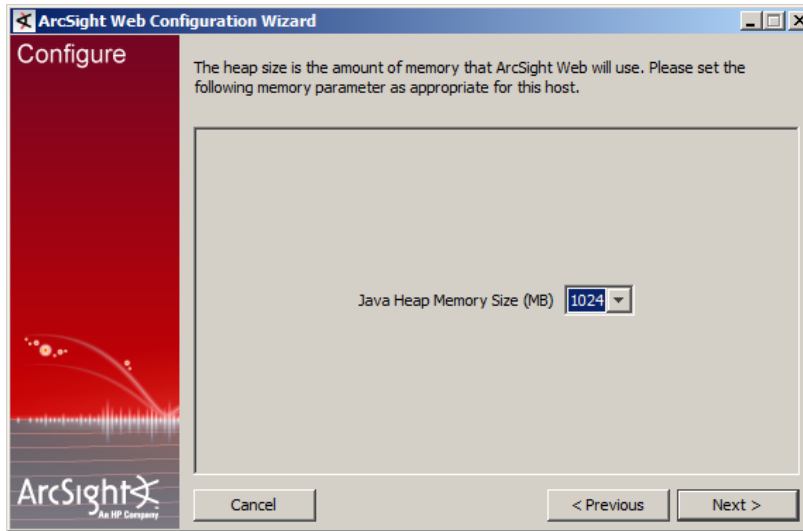 ArcSight Web Configuration Wizard
Configure
The heap size is the amount of memory that ArcSight Web will use. Please set the
following memory parameter as appropriate for this host.
Java Heap Memory Size (MB) 1024
ArcSight
An HP Company
Cancel < Previous Next >